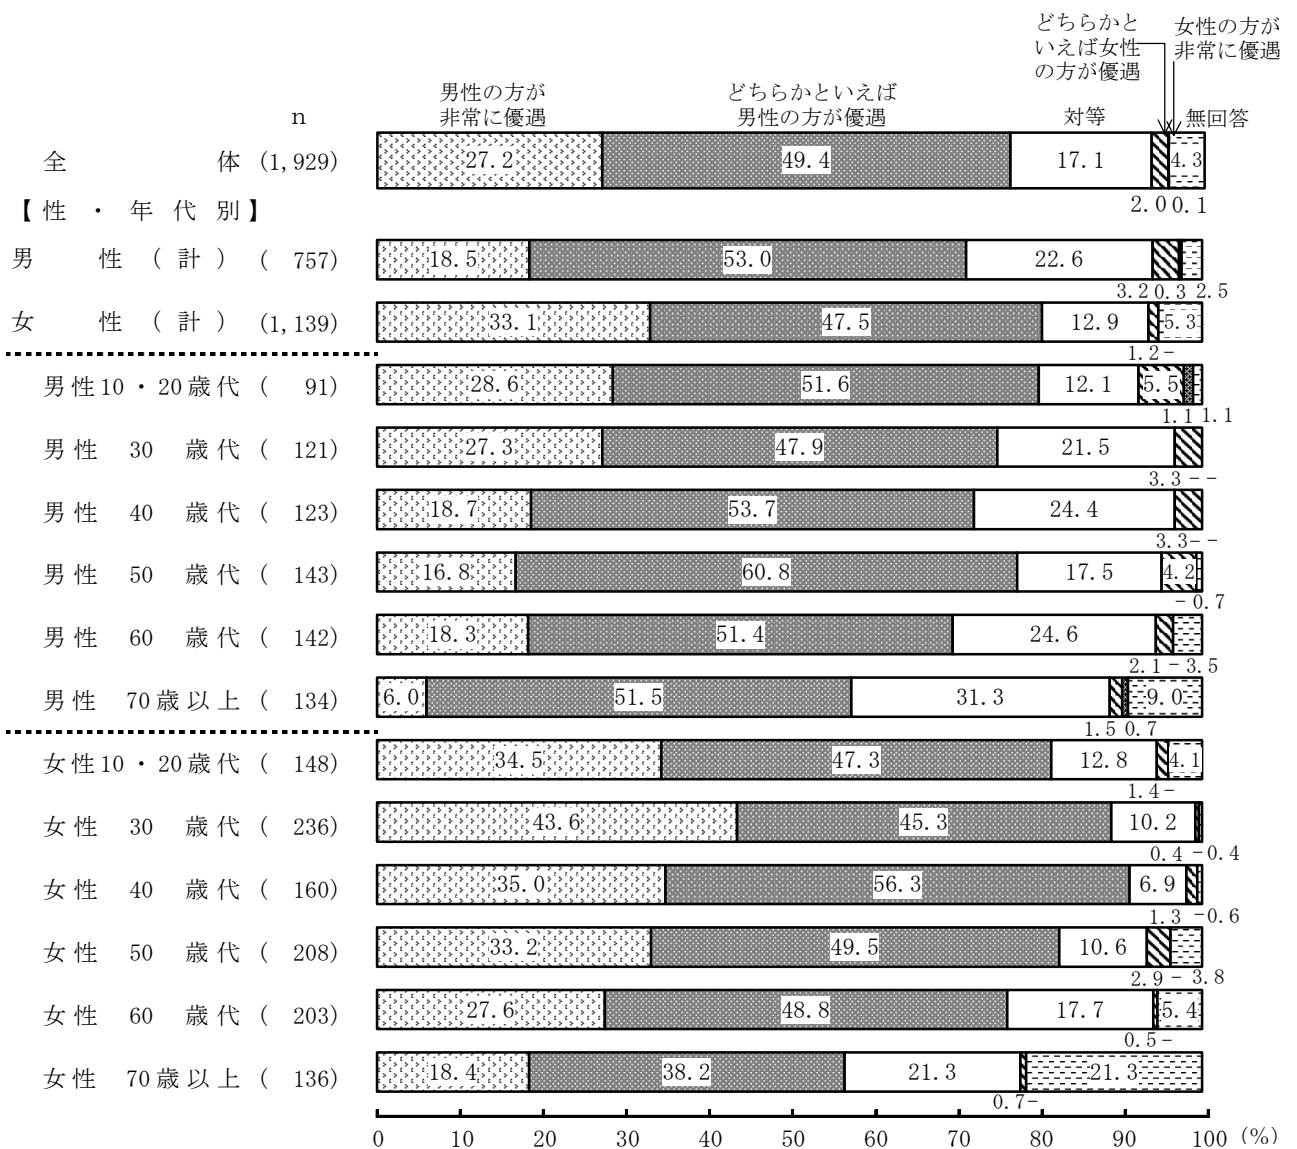 どちらかと
いえば女性
の方が優遇
女性の方が
非常に優遇
男性の方が
非常に優遇
どちらかといえば
男性の方が優遇
対等
無回答
n
全 体 (1,929) 27.2 49.4 17.1 4.3
2.0 0.1
【性・年代別】
男 性(計) ( 757) 18.5 53.0 22.6
3.2 0.3 2.5
女 性(計) (1,139) 33.1 47.5 12.9 5.3
1.2 -
男性10・20歳代 ( 91) 28.6 51.6 12.1 5.5
1.1 1.1
男性 30 歳代 ( 121) 27.3 47.9 21.5
3.3 - -
男性 40 歳代 ( 123) 18.7 53.7 24.4
3.3 - -
男性 50 歳代 ( 143) 16.8 60.8 17.5 4.2
- 0.7
男性 60 歳代 ( 142) 18.3 51.4 24.6
2.1 - 3.5
男性 70歳以上 ( 134) 6.0 51.5 31.3 9.0
1.5 0.7
女性10・20歳代 ( 148) 34.5 47.3 12.8 4.1
1.4 -
女性 30 歳代 ( 236) 43.6 45.3 10.2
0.4 - 0.4
女性 40 歳代 ( 160) 35.0 56.3 6.9
1.3 - 0.6
女性 50 歳代 ( 208) 33.2 49.5 10.6
2.9 - 3.8
女性 60 歳代 ( 203) 27.6 48.8 17.7 5.4
0.5 -
女性 70歳以上 ( 136) 18.4 38.2 21.3 21.3
0.7 -
0 10 20 30 40 50 60 70 80 90 100 (%)